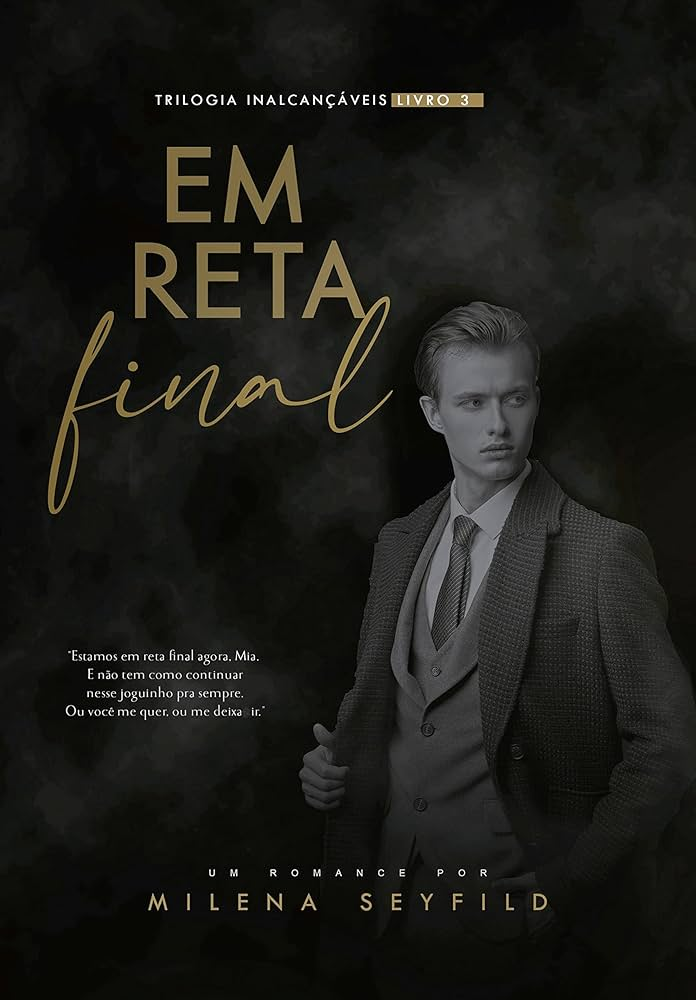 TRILOGIA INALCANÇÁVEIS LIVRO 3
EM
RETA
final
"Estamos em reta final agora, Mia.
E não tem como continuar
nesse joguinho pra sempre.
Ou você me quer, ou me deixa ir."
UM ROMANCE POR
MILENA SEYFILD